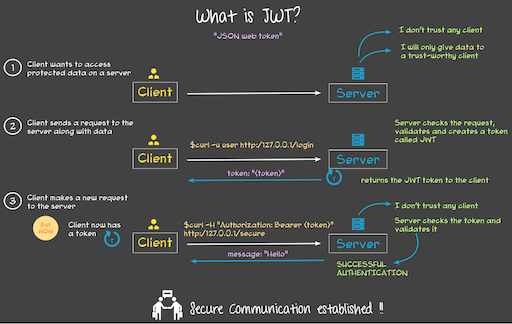 What is JWT?
"JSON web token"
I don't trust any client
I will only give data to
a trust-worthy client
1
Client wants to access
protected data on a server
Client
Server
2
Client sends a request to the
server along with data
Client
$curl -u user http:/127.0.0.1/login
token: "(token)"
Server
Server checks the request,
validates and creates a token
called JWT
returns the JWT token to the client
3
Client makes a new request
to the server
But
NOW
Client now has
a token
Client
$curl -H "Authorization: Bearer (token)"
http:/127.0.0.1/secure
message: "Hello"
Server
I don't trust any client
Server checks the token and
validates it
SUCCESSFUL
AUTHENTICATION
Secure Communication established !!